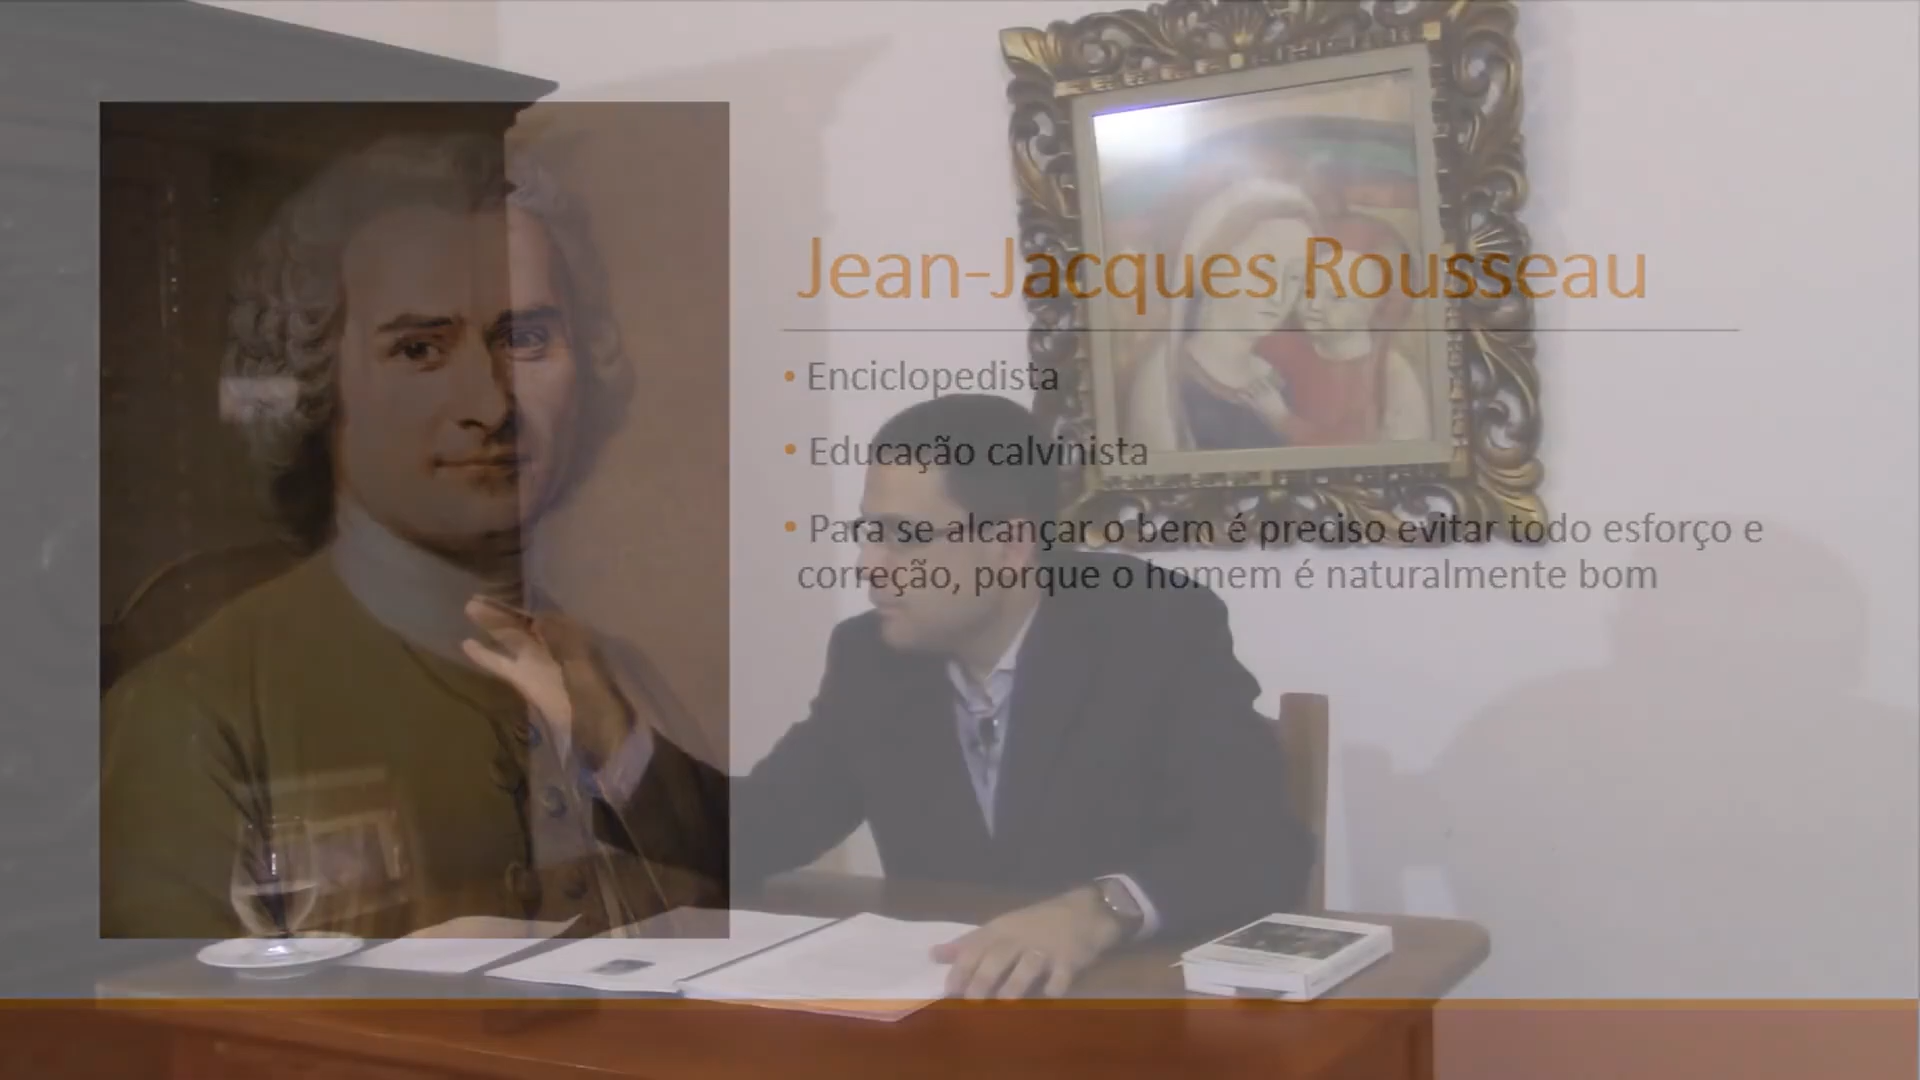 Jean-Jacques Rousseau
• Enciclopedista
• Educação calvinista
• Para se alcançar o bem é preciso evitar todo esforço e
correção, porque o homem é naturalmente bom